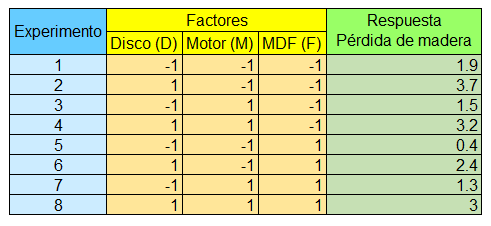 Experimento Factores Respuesta
Disco (D) Motor (M) MDF (F) Pérdida de madera
1 -1 -1 -1 1.9
2 1 -1 -1 3.7
3 -1 1 -1 1.5
4 1 1 -1 3.2
5 -1 -1 1 0.4
6 1 -1 1 2.4
7 -1 1 1 1.3
8 1 1 1 3